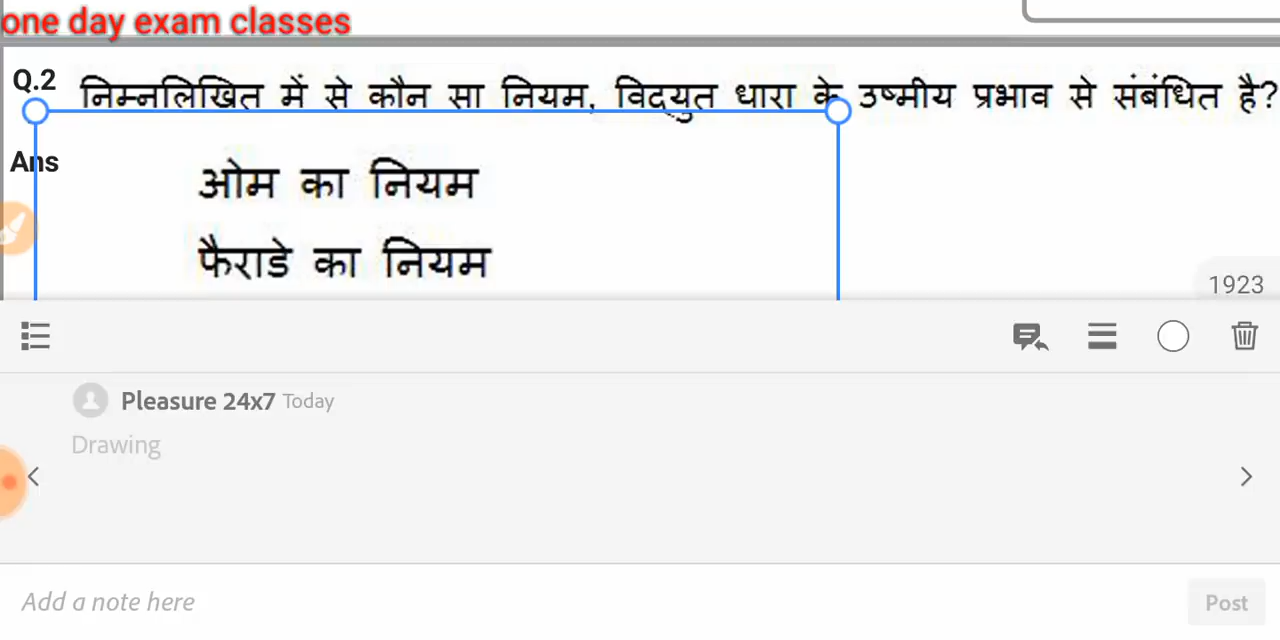 one day exam classes
Q.2 निम्नलिखित में से कौन सा नियम, विद्युत धारा के उष्मीय प्रभाव से संबंधित है?
Ans
ओम का नियम
फैराडे का नियम
1923
Pleasure 24x7 Today
Drawing
Add a note here
Post